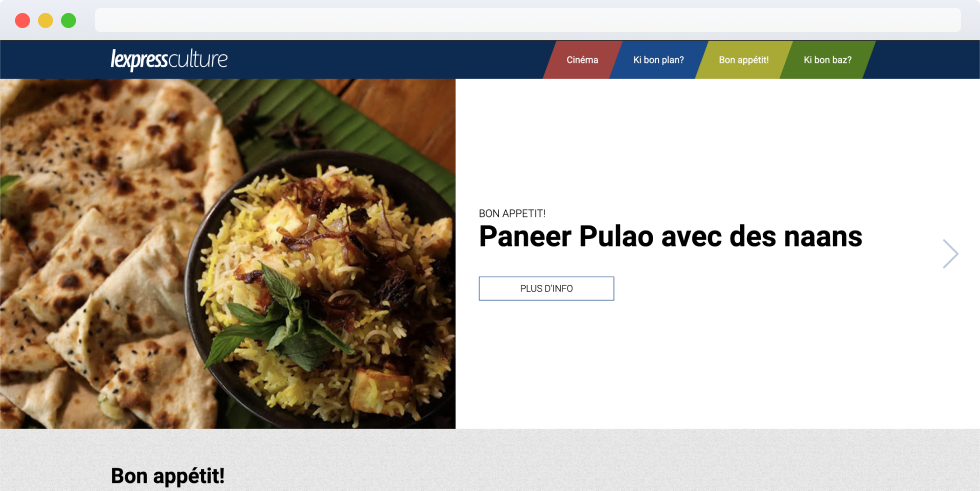 lexpressculture
Cinéma
Ki bon plan?
Bon appétit!
Ki bon baz?
BON APPETIT!
Paneer Pulao avec des naans
PLUS D'INFO
Bon appétit!